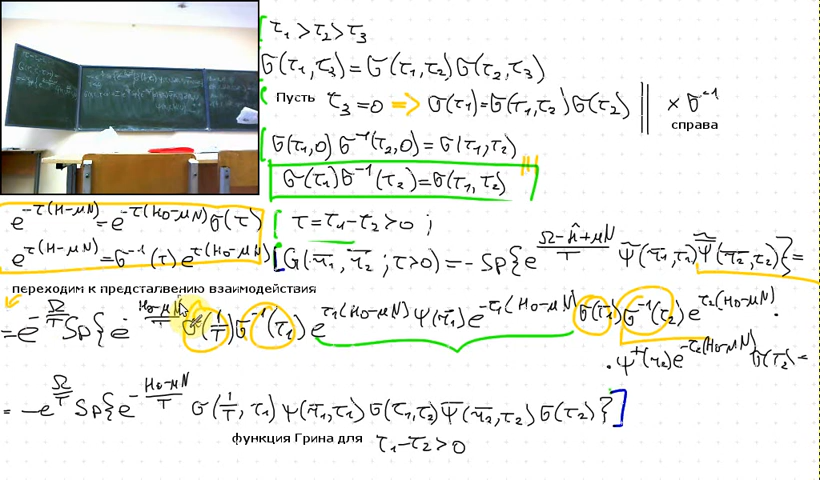 τ₁ > τ₂ > τ₃
σ(τ₁,τ₃) = σ(τ₁,τ₂) σ(τ₂,τ₃)
Пусть τ₃ = 0 ⇒ σ(τ₁) = σ(τ₁,τ₂) σ(τ₂) || × σ⁻¹
справа
σ(τ₁,0) σ⁻¹(τ₂,0) = σ(τ₁,τ₂)
σ(τ₁) σ⁻¹(τ₂) = σ(τ₁,τ₂)
e^{-τ(H-μN)} = e^{-τ(H₀-μN)} σ(τ)
e^{τ(H-μN)} = σ⁻¹(τ) e^{τ(H₀-μN)}
τ = τ₁ - τ₂ > 0 ;
[G(r̄₁, r̄₂ ; τ>0) = - Sp{e^{(Ω-Ĥ+μN)/T} ψ̃(r̄₁,τ₁) ψ̃̄(r̄₂,τ₂)} =
переходим к предсталвению взаимодействия
= e^{-Ω/T} Sp{e^{-(H₀-μN)/T} σ(1/T) σ⁻¹(τ₁) e^{τ₁(H₀-μN)} ψ(r̄₁) e^{-τ₁(H₀-μN)} σ(τ₁) σ⁻¹(τ₂) e^{τ₂(H₀-μN)} ·
· ψ⁺(r₂) e^{-τ₂(H₀-μN)} σ(τ₂) =
= -e^{Ω/T} Sp{e^{-(H₀-μN)/T} σ(1/T, τ₁) ψ(r̄₁,τ₁) σ(τ₁,τ₂) ψ̄(r̄₂,τ₂) σ(τ₂)}]
функция Грина для τ₁ - τ₂ > 0